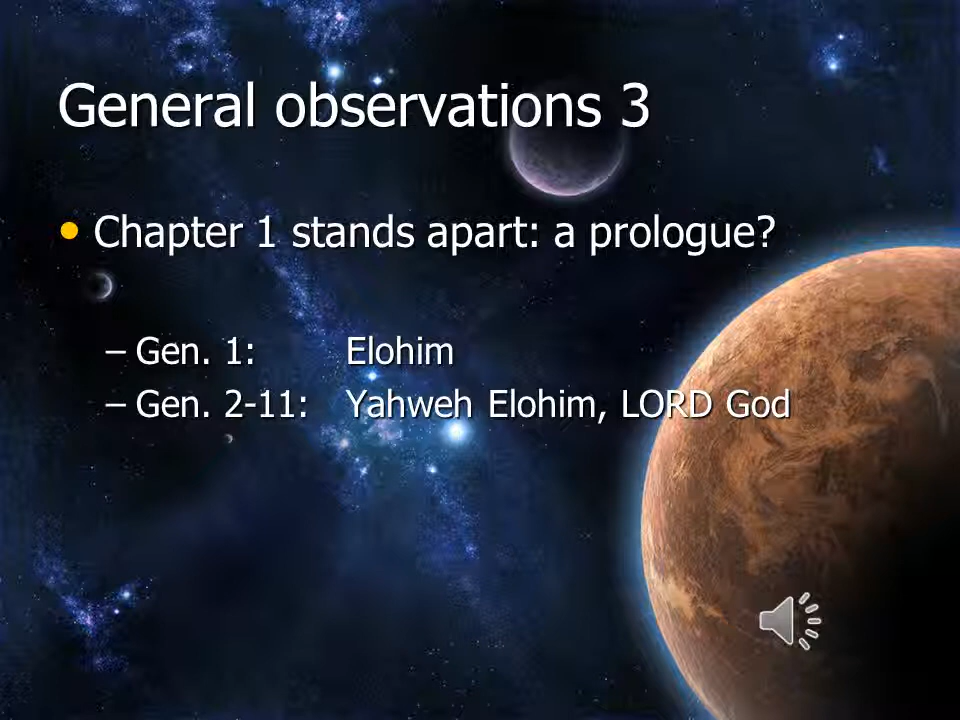 General observations 3
• Chapter 1 stands apart: a prologue?
–Gen. 1: Elohim
–Gen. 2-11: Yahweh Elohim, LORD God